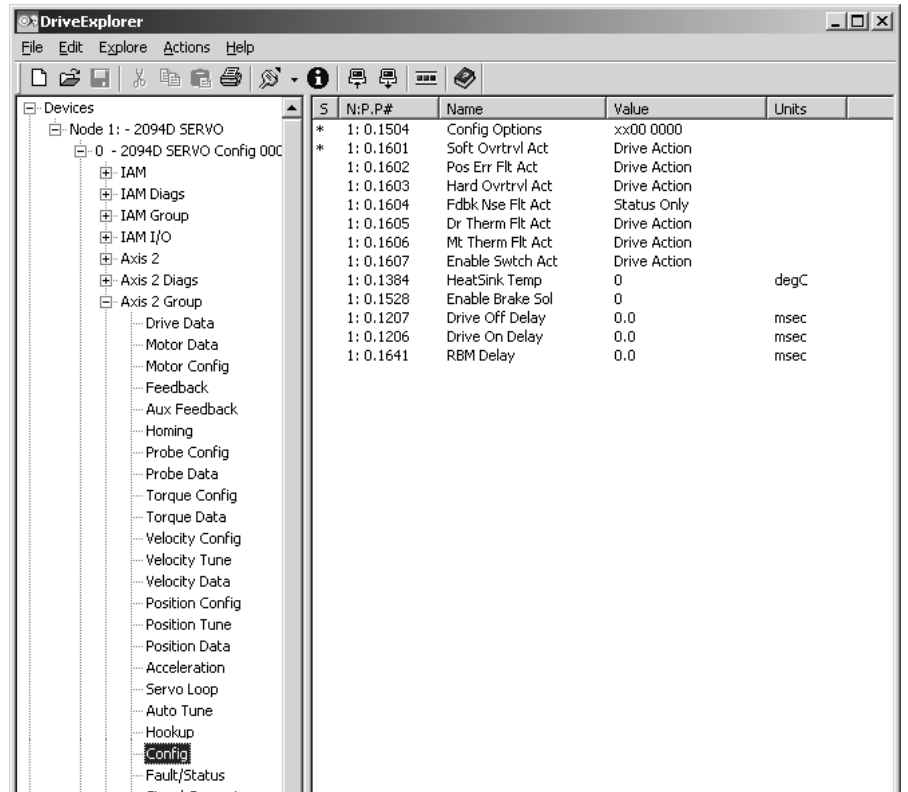 DriveExplorer
File Edit Explore Actions Help
Devices
Node 1: - 2094D SERVO
0 - 2094D SERVO Config 000
IAM
IAM Diags
IAM Group
IAM I/O
Axis 2
Axis 2 Diags
Axis 2 Group
Drive Data
Motor Data
Motor Config
Feedback
Aux Feedback
Homing
Probe Config
Probe Data
Torque Config
Torque Data
Velocity Config
Velocity Tune
Velocity Data
Position Config
Position Tune
Position Data
Acceleration
Servo Loop
Auto Tune
Hookup
Config
Fault/Status
S N:P.P# Name Value Units
* 1: 0.1504 Config Options xx00 0000
* 1: 0.1601 Soft Ovrtrvl Act Drive Action
1: 0.1602 Pos Err Flt Act Drive Action
1: 0.1603 Hard Ovrtrvl Act Drive Action
1: 0.1604 Fdbk Nse Flt Act Status Only
1: 0.1605 Dr Therm Flt Act Drive Action
1: 0.1606 Mt Therm Flt Act Drive Action
1: 0.1607 Enable Swtch Act Drive Action
1: 0.1384 HeatSink Temp 0 degC
1: 0.1528 Enable Brake Sol 0
1: 0.1207 Drive Off Delay 0.0 msec
1: 0.1206 Drive On Delay 0.0 msec
1: 0.1641 RBM Delay 0.0 msec